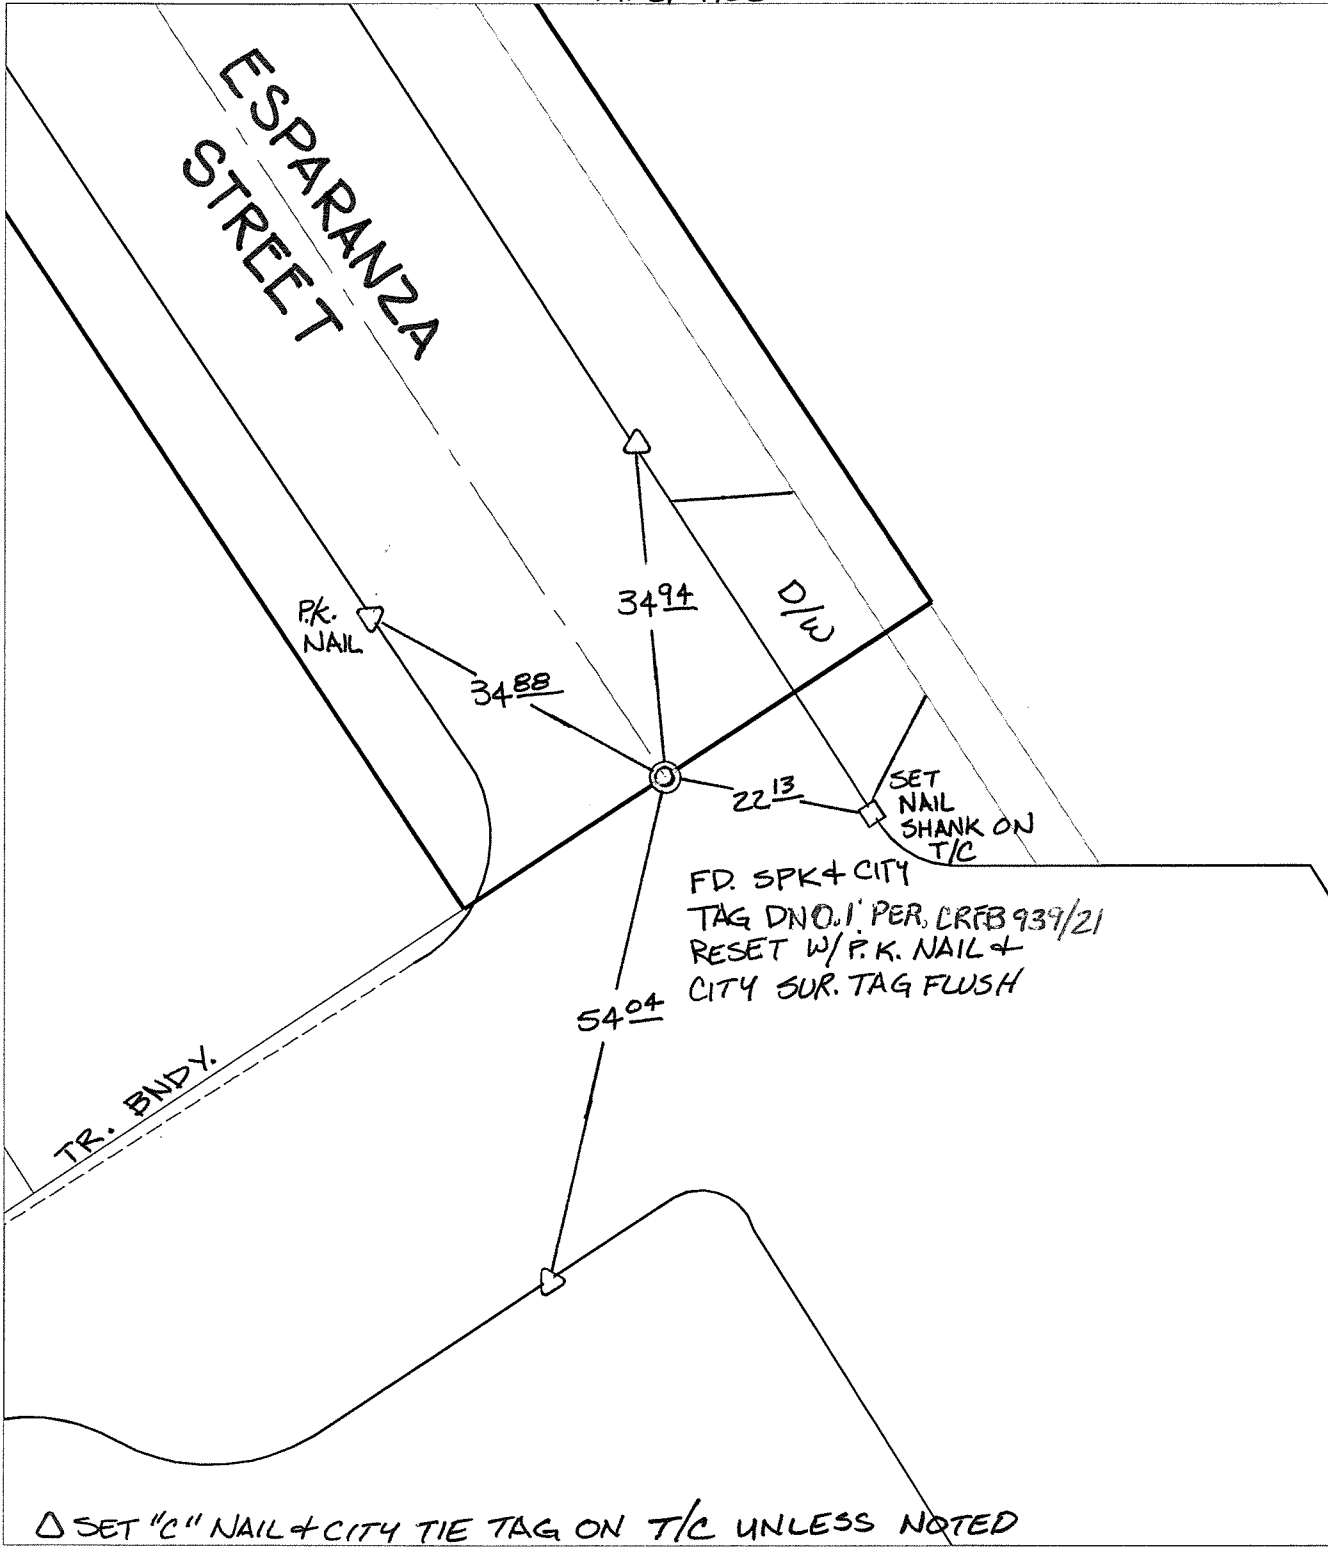 ESPARANZA
STREET
P.K.
NAIL
34 94
D/W
34 88
22 13
SET
NAIL
SHANK ON
T/C
FD. SPK & CITY
TAG DNO.1' PER CRFB 939/21
RESET W/ P.K. NAIL &
CITY SUR. TAG FLUSH
54 04
TR. BNDY.
△ SET "C" NAIL & CITY TIE TAG ON T/C UNLESS NOTED